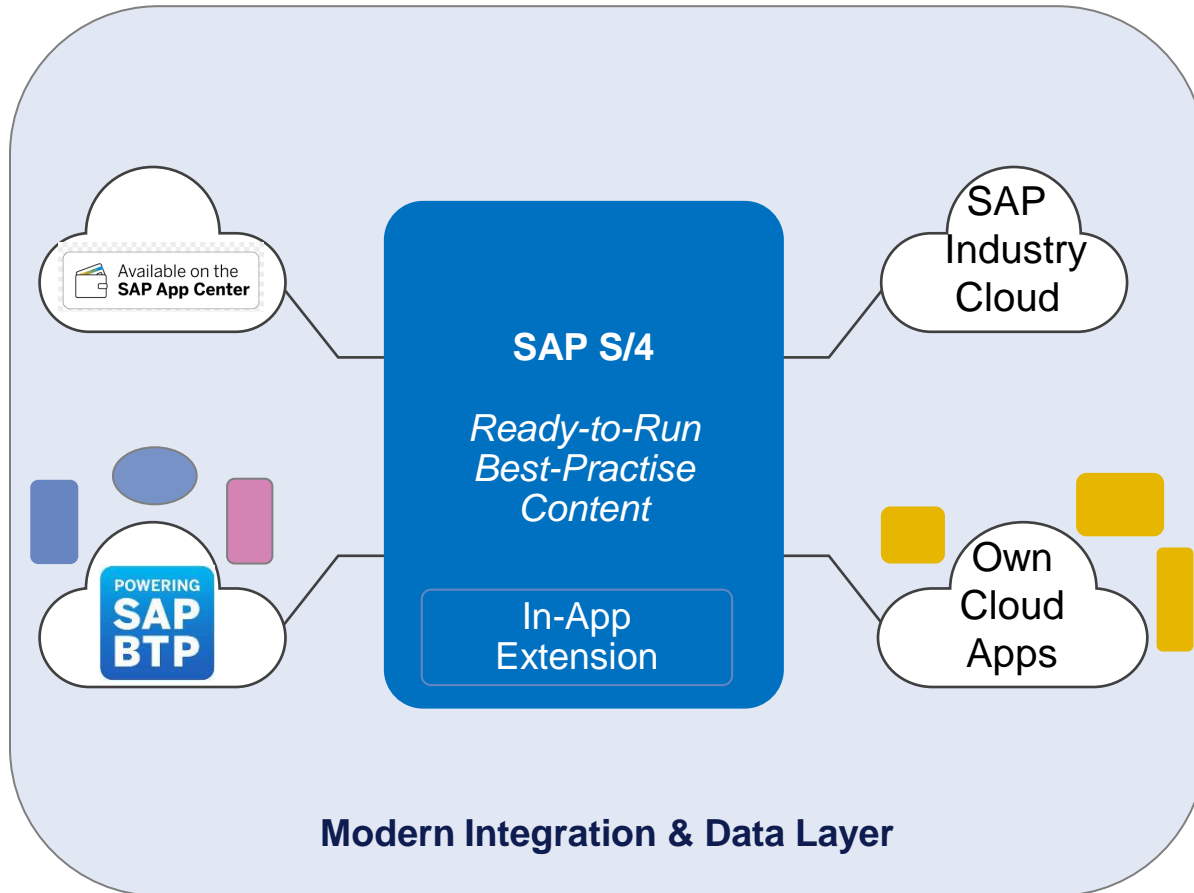 Available on the
SAP App Center
SAP
Industry
Cloud
SAP S/4
Ready-to-Run
Best-Practise
Content
In-App
Extension
POWERING
SAP
BTP
Own
Cloud
Apps
Modern Integration & Data Layer